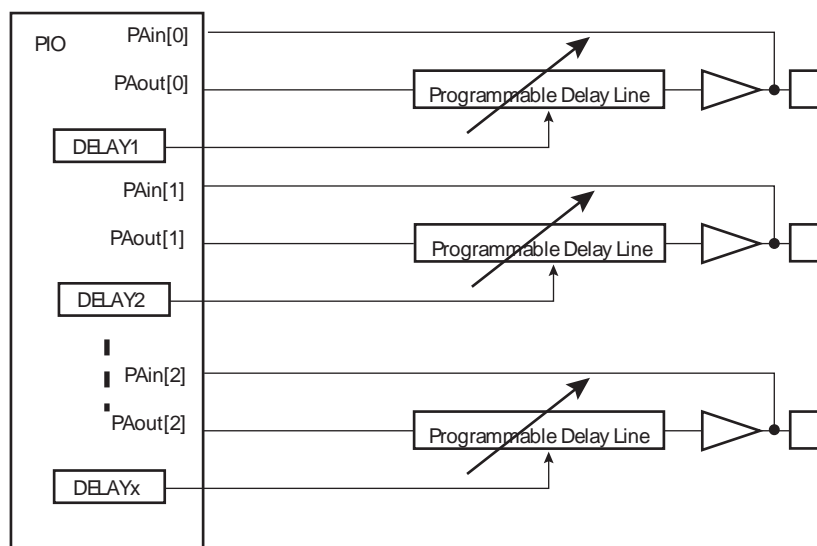 PIO
PAin[0]
PAout[0]
Programmable Delay Line
DELAY1
PAin[1]
PAout[1]
Programmable Delay Line
DELAY2
PAin[2]
PAout[2]
Programmable Delay Line
DELAYx